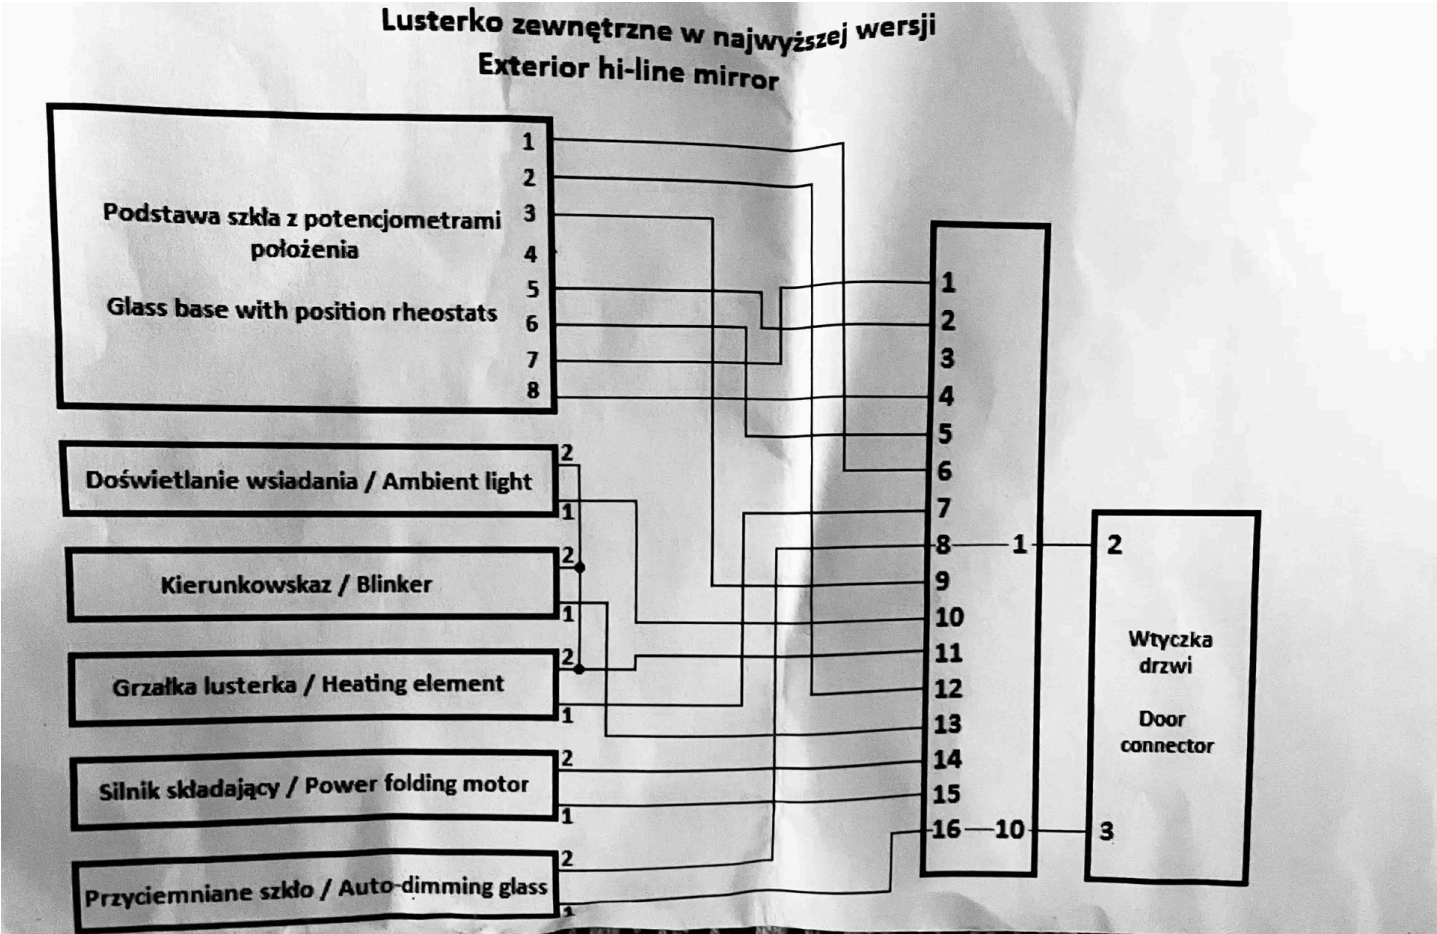 Lusterko zewnętrzne w najwyższej wersji
Exterior hi-line mirror
1
2
Podstawa szkła z potencjometrami
położenia
3
4
5
Glass base with position rheostats
6
7
8
1
2
3
4
5
6
7
8 1
9
10
11
12
13
14
15
16 10
2
Doświetlanie wsiadania / Ambient light
1
2
Kierunkowskaz / Blinker
1
2
Grzałka lusterka / Heating element
1
2
Silnik składający / Power folding motor
1
2
Przyciemniane szkło / Auto-dimming glass
1
2
Wtyczka
drzwi
Door
connector
3